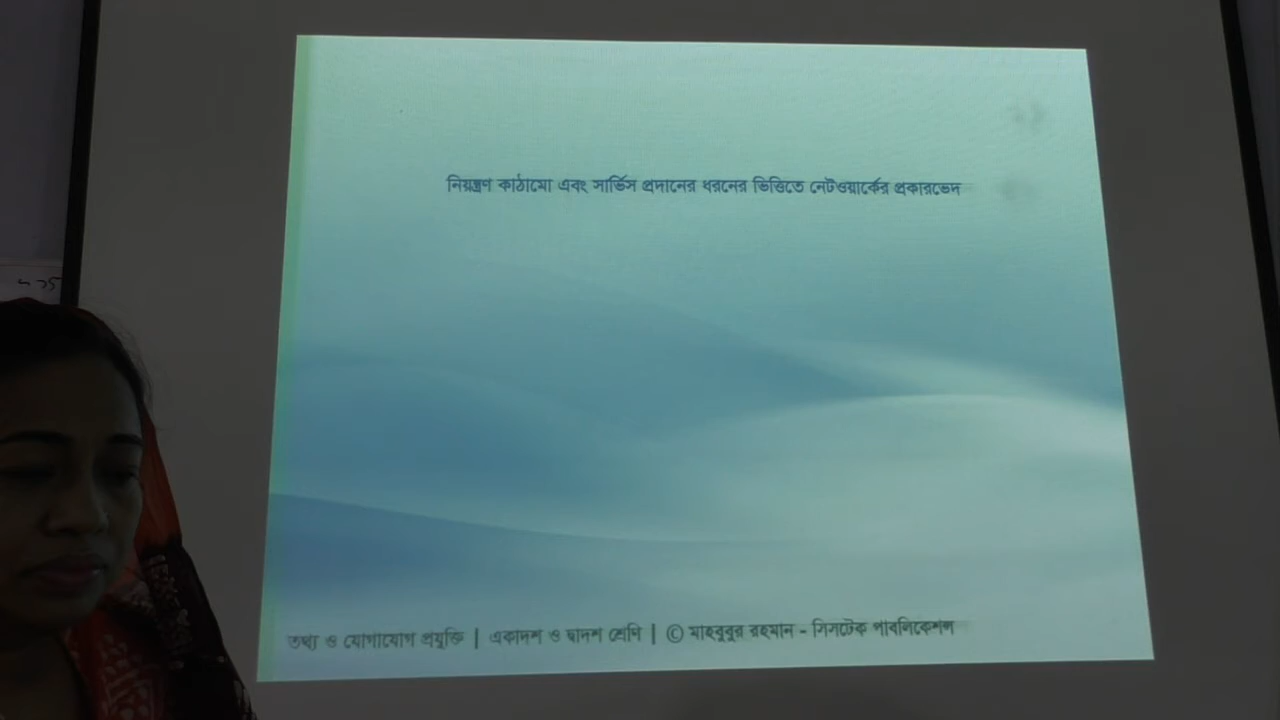 নিয়ন্ত্রণ কাঠামো এবং সার্ভিস প্রদানের ধরনের ভিত্তিতে নেটওয়ার্কের প্রকারভেদ
তথ্য ও যোগাযোগ প্রযুক্তি | একাদশ ও দ্বাদশ শ্রেণি | © মাহবুবুর রহমান - সিসটেক পাবলিকেশন্স